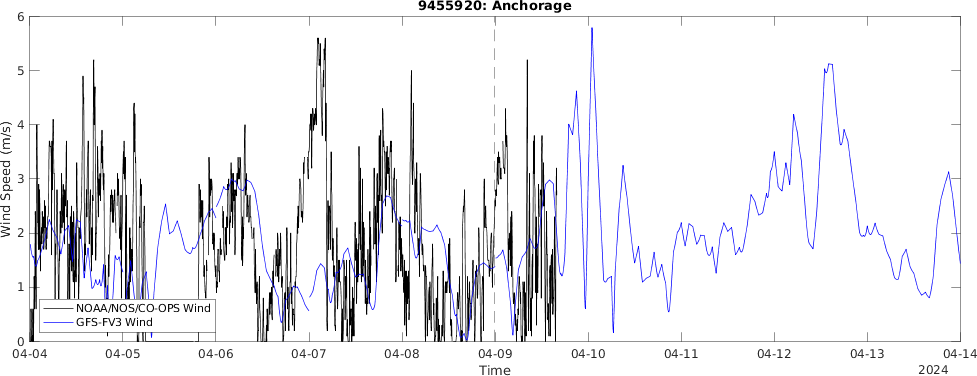 9455920: Anchorage
6
5
4
3
2
1
0
Wind Speed (m/s)
NOAA/NOS/CO-OPS Wind
GFS-FV3 Wind
04-04 04-05 04-06 04-07 04-08 04-09 04-10 04-11 04-12 04-13 04-14
Time
2024